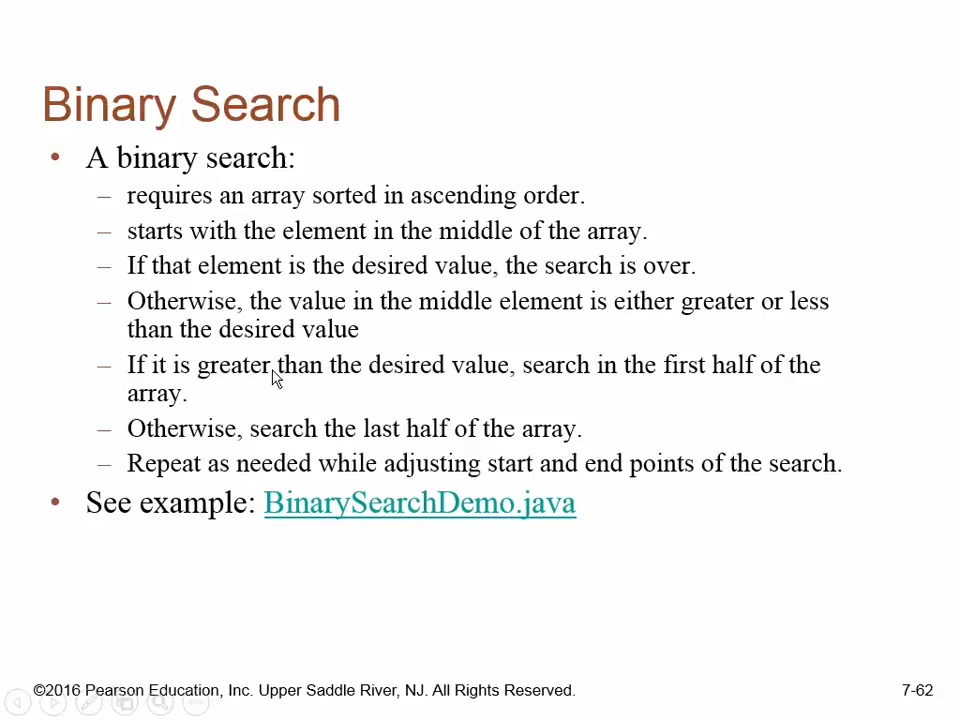 Binary Search
• A binary search:
– requires an array sorted in ascending order.
– starts with the element in the middle of the array.
– If that element is the desired value, the search is over.
– Otherwise, the value in the middle element is either greater or less
than the desired value
– If it is greater than the desired value, search in the first half of the
array.
– Otherwise, search the last half of the array.
– Repeat as needed while adjusting start and end points of the search.
• See example: BinarySearchDemo.java
©2016 Pearson Education, Inc. Upper Saddle River, NJ. All Rights Reserved.
7-62